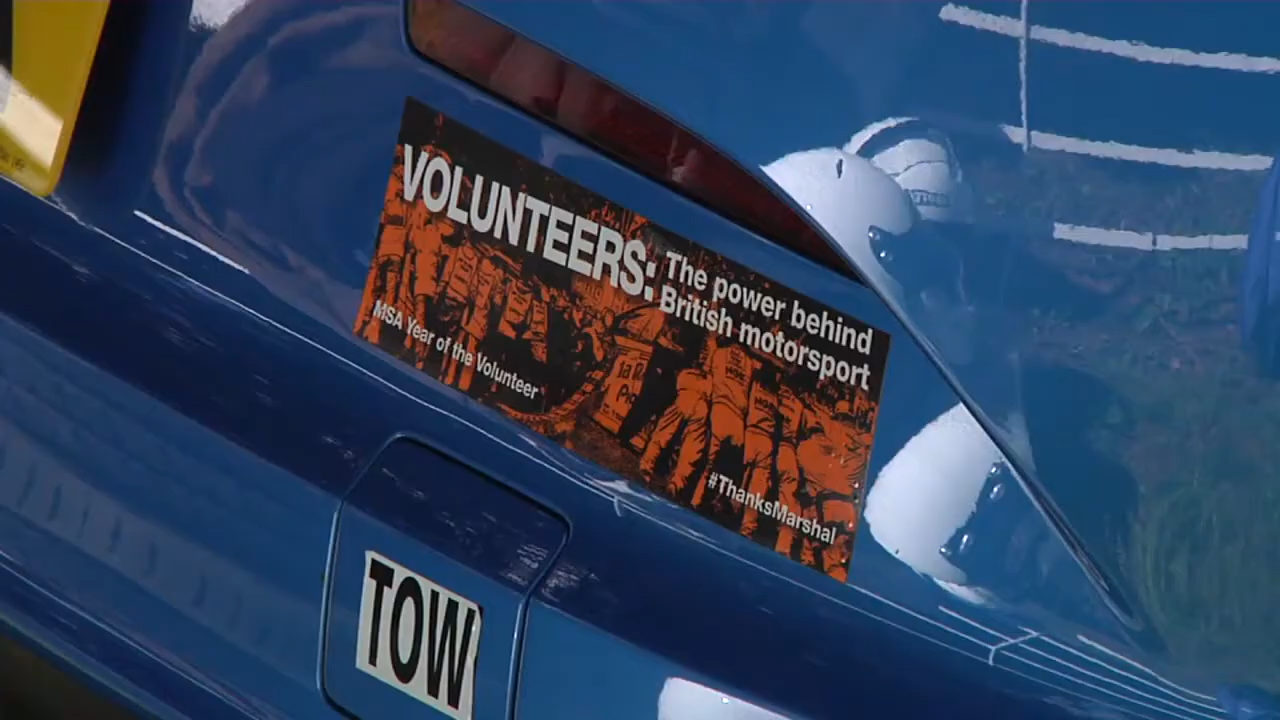 VOLUNTEERS:
The power behind
British motorsport
MSA Year of the Volunteer
#ThanksMarshal
TOW